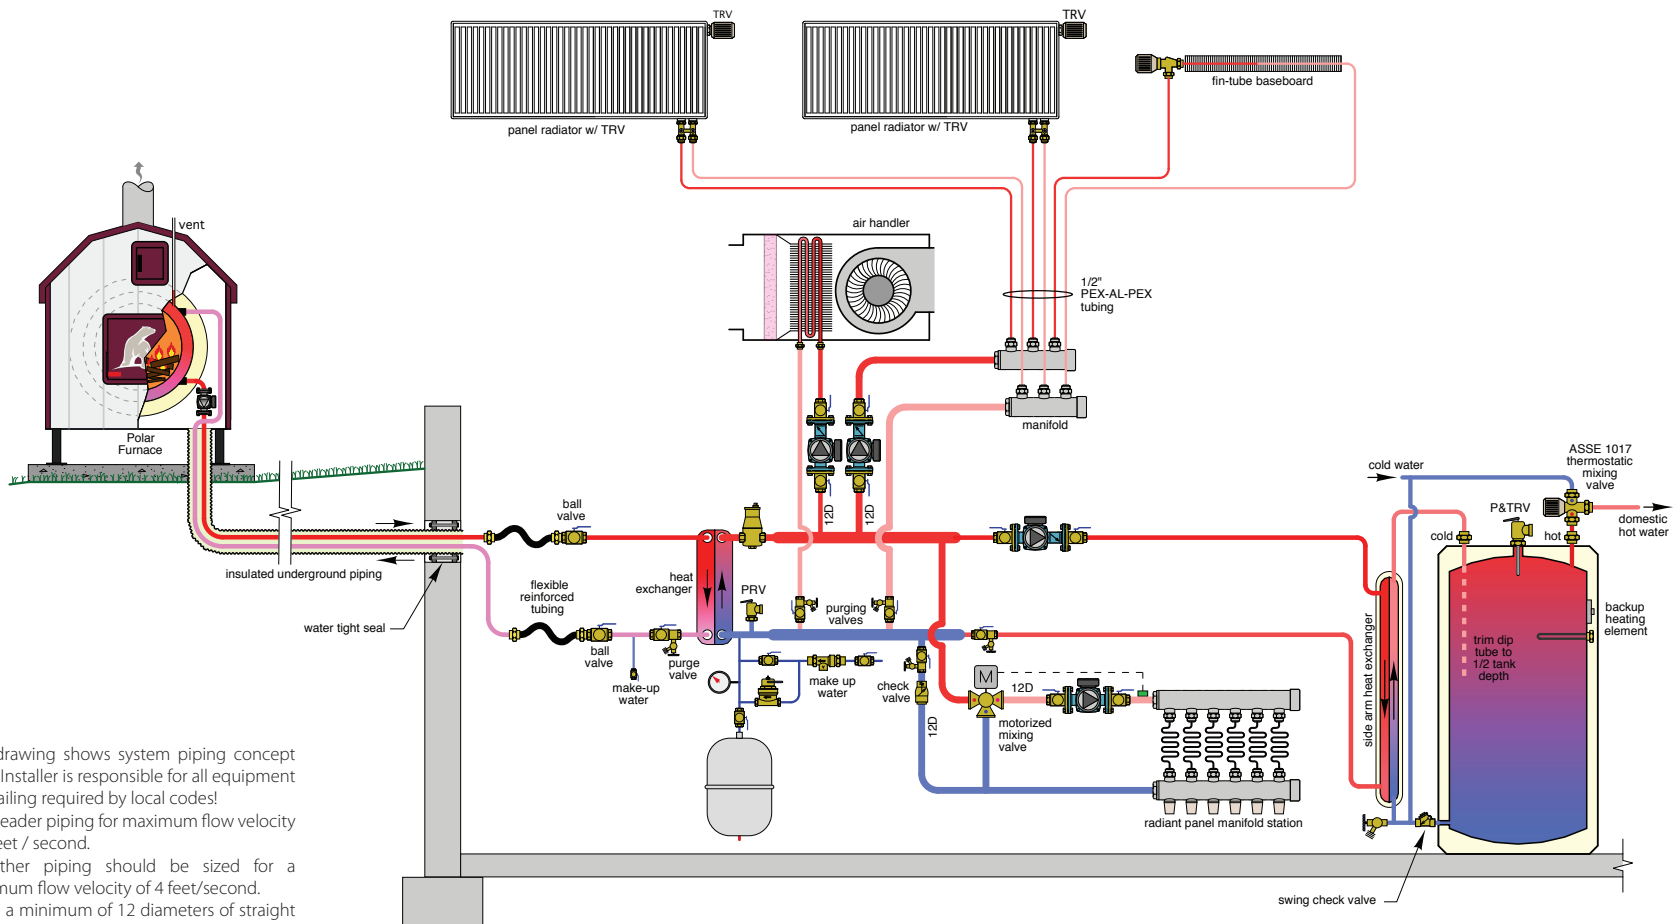 TRV
TRV
fin-tube baseboard
panel radiator w/ TRV
panel radiator w/ TRV
vent
air handler
1/2"
PEX-AL-PEX
tubing
manifold
Polar
Furnace
ASSE 1017
thermostatic
mixing
valve
cold water
P&TRV
domestic
hot water
cold
hot
ball
valve
12D
12D
insulated underground piping
heat
exchanger
flexible
reinforced
tubing
PRV
purging
valves
water tight seal
ball
valve
purge
valve
make-up
water
make up
water
check
valve
12D
M
12D
motorized
mixing
valve
side arm heat exchanger
trim dip
tube to
1/2 tank
depth
backup
heating
element
radiant panel manifold station
swing check valve
drawing shows system piping concept
Installer is responsible for all equipment
ailing required by local codes!
eader piping for maximum flow velocity
eet / second.
ther piping should be sized for a
mum flow velocity of 4 feet/second.
a minimum of 12 diameters of straight